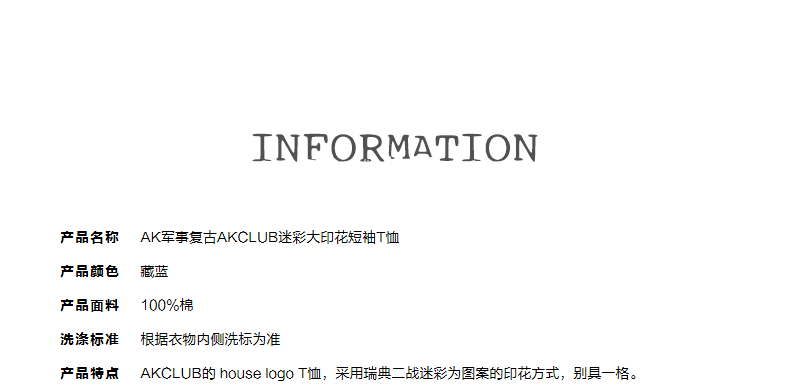 INFORMATION
产品名称 AK军事复古AKCLUB迷彩大印花短袖T恤
产品颜色 藏蓝
产品面料 100%棉
洗涤标准 根据衣物内侧洗标为准
产品特点 AKCLUB的 house logo T恤，采用瑞典二战迷彩为图案的印花方式，别具一格。